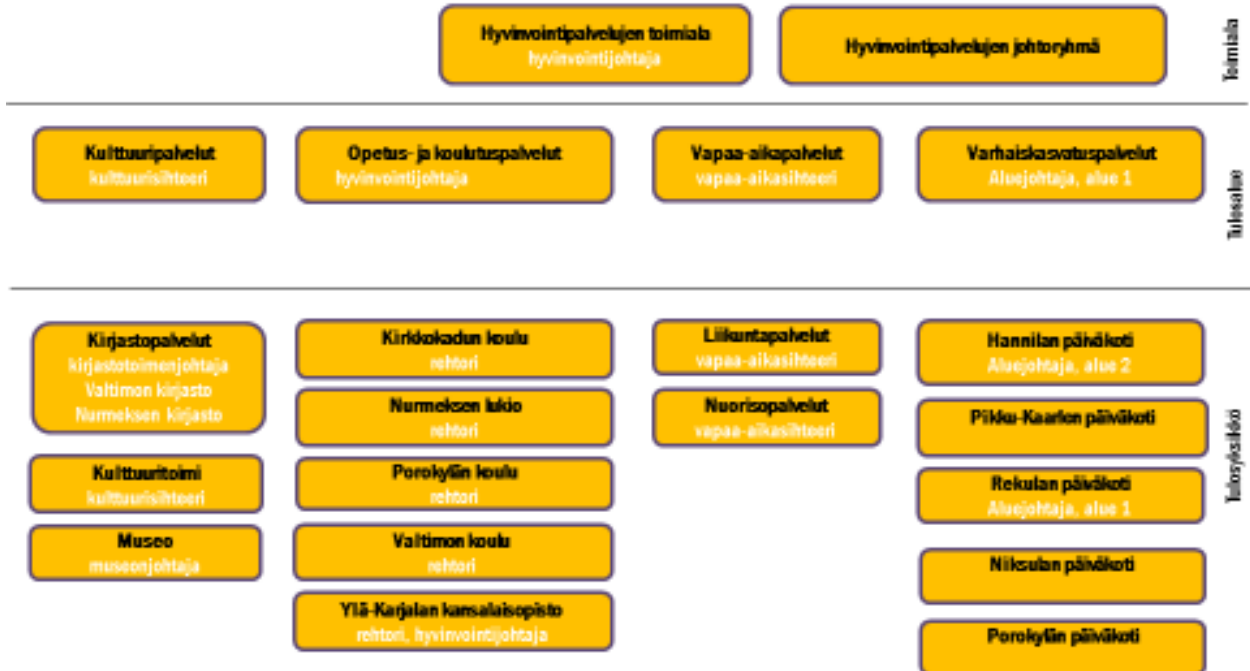 Hyvinvointipalvelujen toimiala
hyvinvointijohtaja
Hyvinvointipalvelujen johtoryhmä
Toimiala
Kulttuuripalvelut
kulttuurisihteeri
Opetus- ja koulutuspalvelut
hyvinvointijohtaja
Vapaa-aikapalvelut
vapaa-aikasihteeri
Varhaiskasvatuspalvelut
Aluejohtaja, alue 1
Tulosalue
Kirjastopalvelut
kirjastotoimenjohtaja
Valtimon kirjasto
Nurmeksen kirjasto
Kulttuuritoimi
kulttuurisihteeri
Museo
museonjohtaja
Kirkkokadun koulu
rehtori
Nurmeksen lukio
rehtori
Porokylän koulu
rehtori
Valtimon koulu
rehtori
Ylä-Karjalan kansalaisopisto
rehtori, hyvinvointijohtaja
Liikuntapalvelut
vapaa-aikasihteeri
Nuorisopalvelut
vapaa-aikasihteeri
Hannilan päiväkoti
Aluejohtaja, alue 2
Pikku-Kaarlen päiväkoti
Rekulan päiväkoti
Aluejohtaja, alue 1
Niksulan päiväkoti
Porokylän päiväkoti
Tulosyksikkö